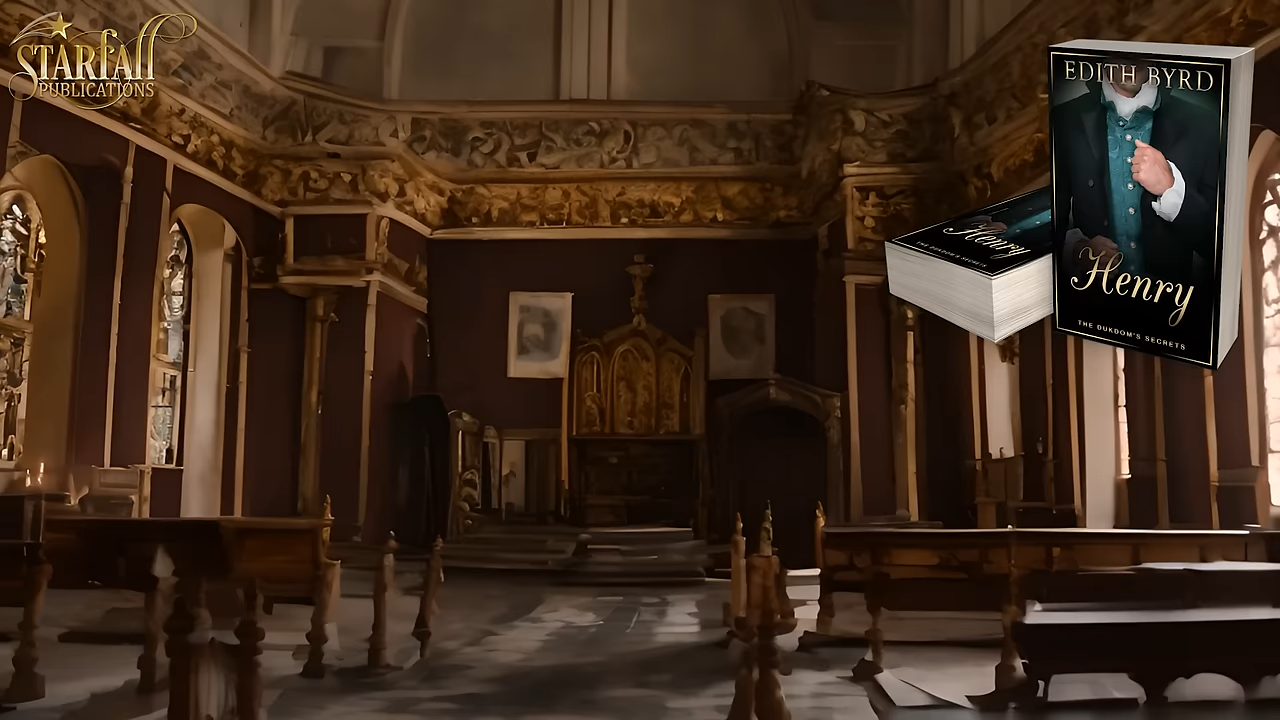 STARfall
PUBLICATIONS
EDITH BYRD
Henry
THE DUKDOM'S SECRETS
Henry
THE DUKDOM'S SECRETS